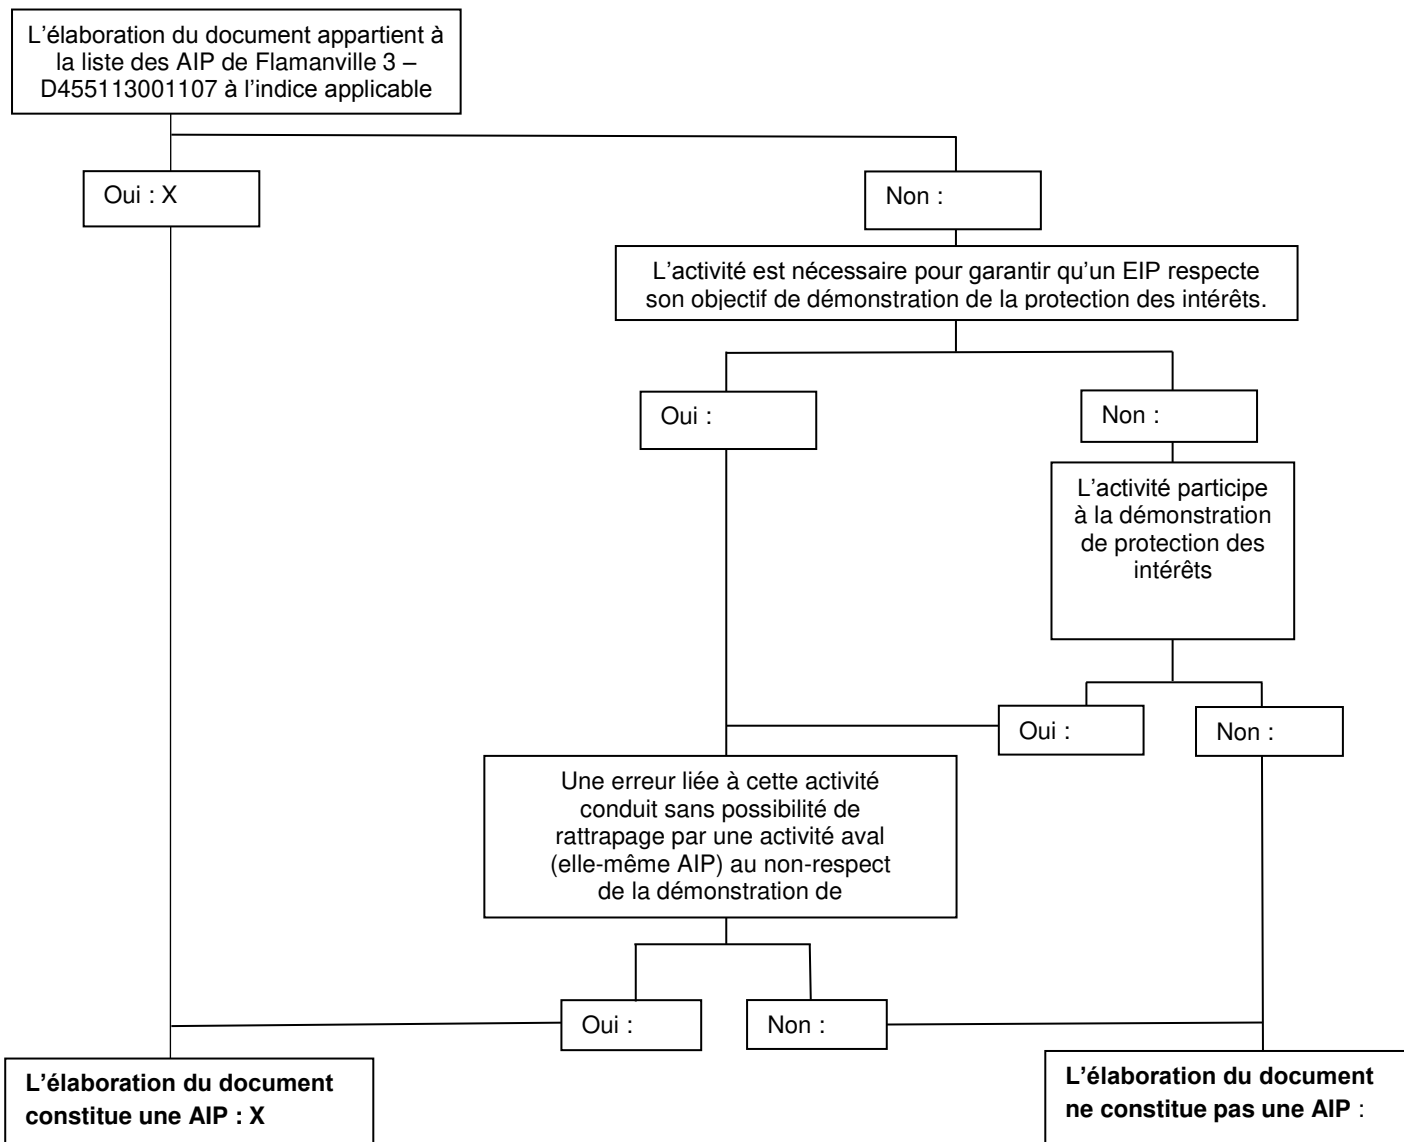 L’élaboration du document appartient à
la liste des AIP de Flamanville 3 –
D455113001107 à l’indice applicable
Oui : X
Non :
L’activité est nécessaire pour garantir qu’un EIP respecte
son objectif de démonstration de la protection des intérêts.
Oui :
Non :
L’activité participe
à la démonstration
de protection des
intérêts
Oui :
Non :
Une erreur liée à cette activité
conduit sans possibilité de
rattrapage par une activité aval
(elle-même AIP) au non-respect
de la démonstration de
Oui :
Non :
L’élaboration du document
constitue une AIP : X
L’élaboration du document
ne constitue pas une AIP :